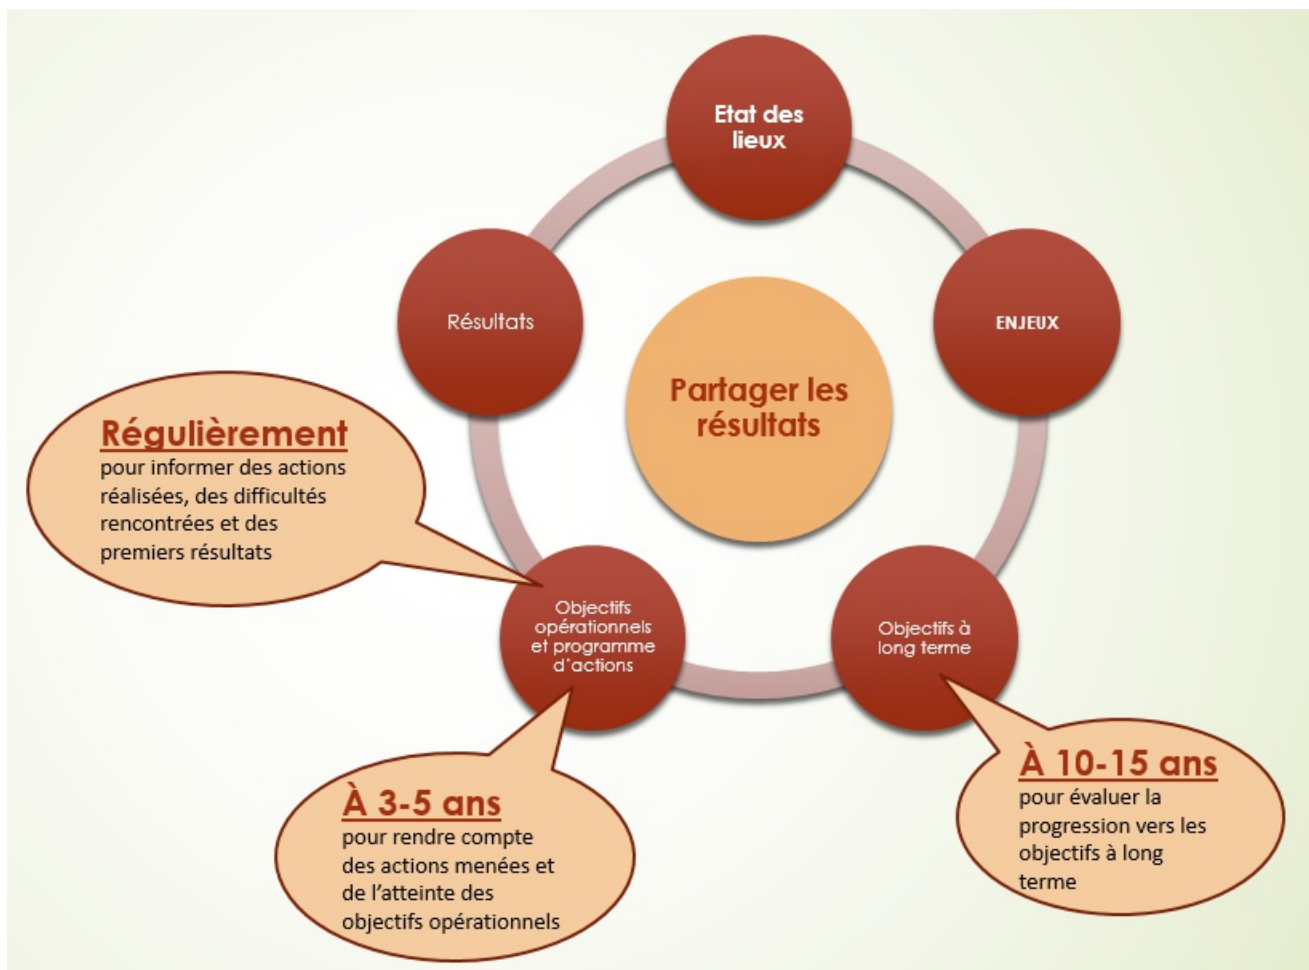 Etat des
lieux
Résultats
ENJEUX
Partager les
résultats
Régulièrement
pour informer des actions
réalisées, des difficultés
rencontrées et des
premiers résultats
Objectifs
opérationnels
et programme
d'actions
Objectifs à
long terme
À 3-5 ans
pour rendre compte
des actions menées et
de l'atteinte des
objectifs opérationnels
À 10-15 ans
pour évaluer la
progression vers les
objectifs à long
terme